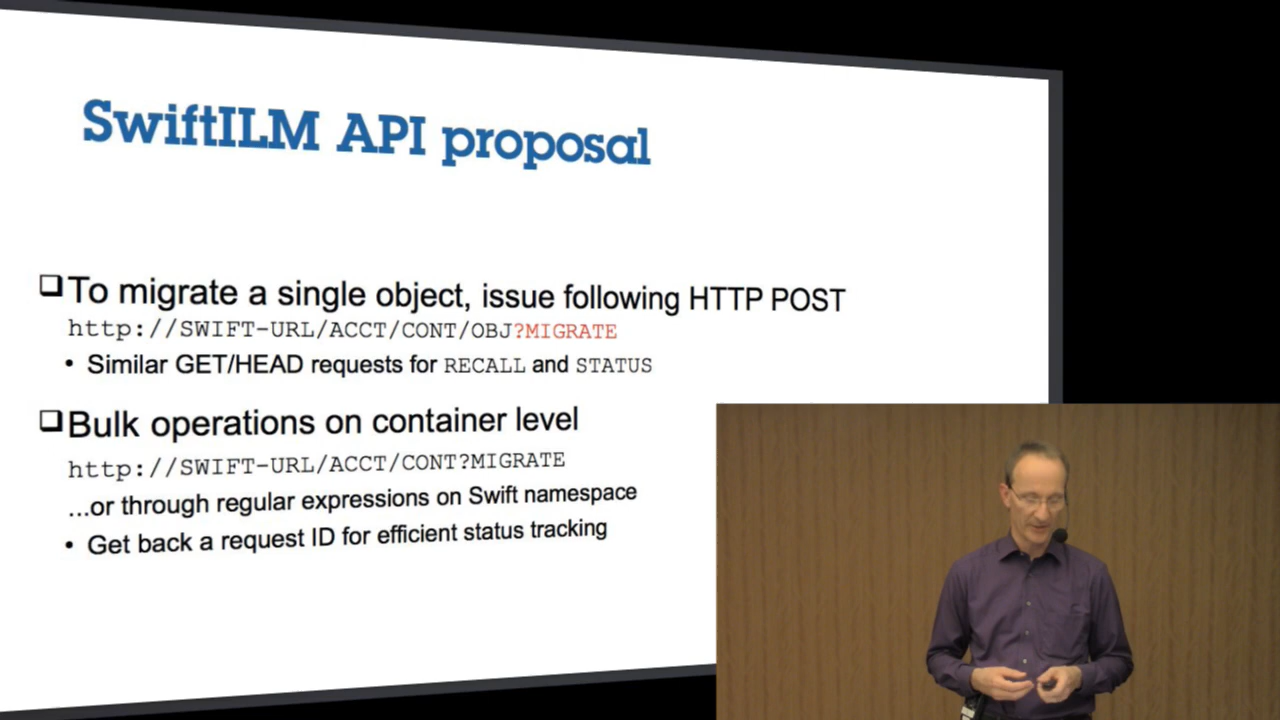 SwiftILM API proposal
To migrate a single object, issue following HTTP POST
http://SWIFT-URL/ACCT/CONT/OBJ?MIGRATE
• Similar GET/HEAD requests for RECALL and STATUS
Bulk operations on container level
http://SWIFT-URL/ACCT/CONT?MIGRATE
...or through regular expressions on Swift namespace
• Get back a request ID for efficient status tracking